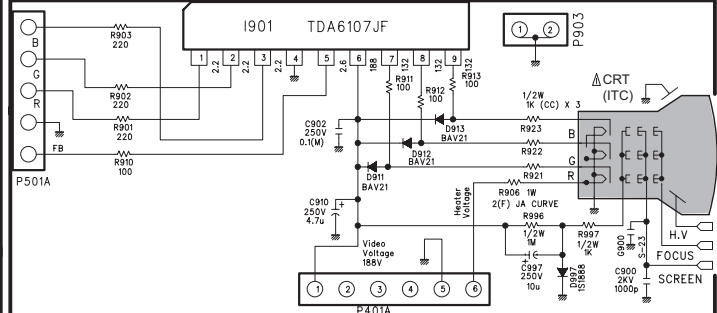 I901 TDA6107JF
1 2 3 4 5 6 7 8 9
2.2 2.2 2.6 188 132 132 132
B
G
R
FB
P501A
R903
220
R902
220
R901
220
R910
100
R911
100
R912
100
R913
100
C902
250V
0.1(M)
D913
BAV21
D912
BAV21
D911
BAV21
C910
250V
4.7u
+
Video
Voltage
188V
Heater
Voltage
1 2
P903
CRT
(ITC)
1/2W
1K (CC) X 3
R923
R922
R921
B
G
R
R906 1W
2(F) JA CURVE
R996
1/2W
1M
R997
1/2W
1K
+
C997
250V
10u
D997
1S1888
G900
S-23
C900
2KV
1000p
H.V
FOCUS
SCREEN
1 2 3 4 5 6
P401A